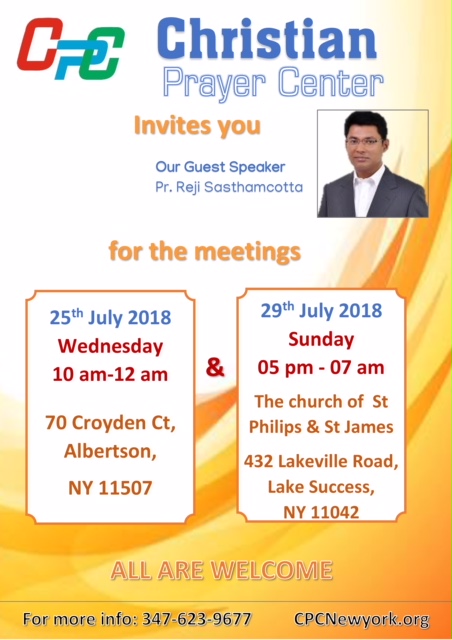 CPC
Christian
Prayer Center
Invites you
Our Guest Speaker
Pr. Reji Sasthamcotta
for the meetings
25th July 2018
Wednesday
10 am-12 am
70 Croyden Ct,
Albertson,
NY 11507
&
29th July 2018
Sunday
05 pm - 07 am
The church of St
Philips & St James
432 Lakeville Road,
Lake Success,
NY 11042
ALL ARE WELCOME
For more info: 347-623-9677
CPCNewyork.org